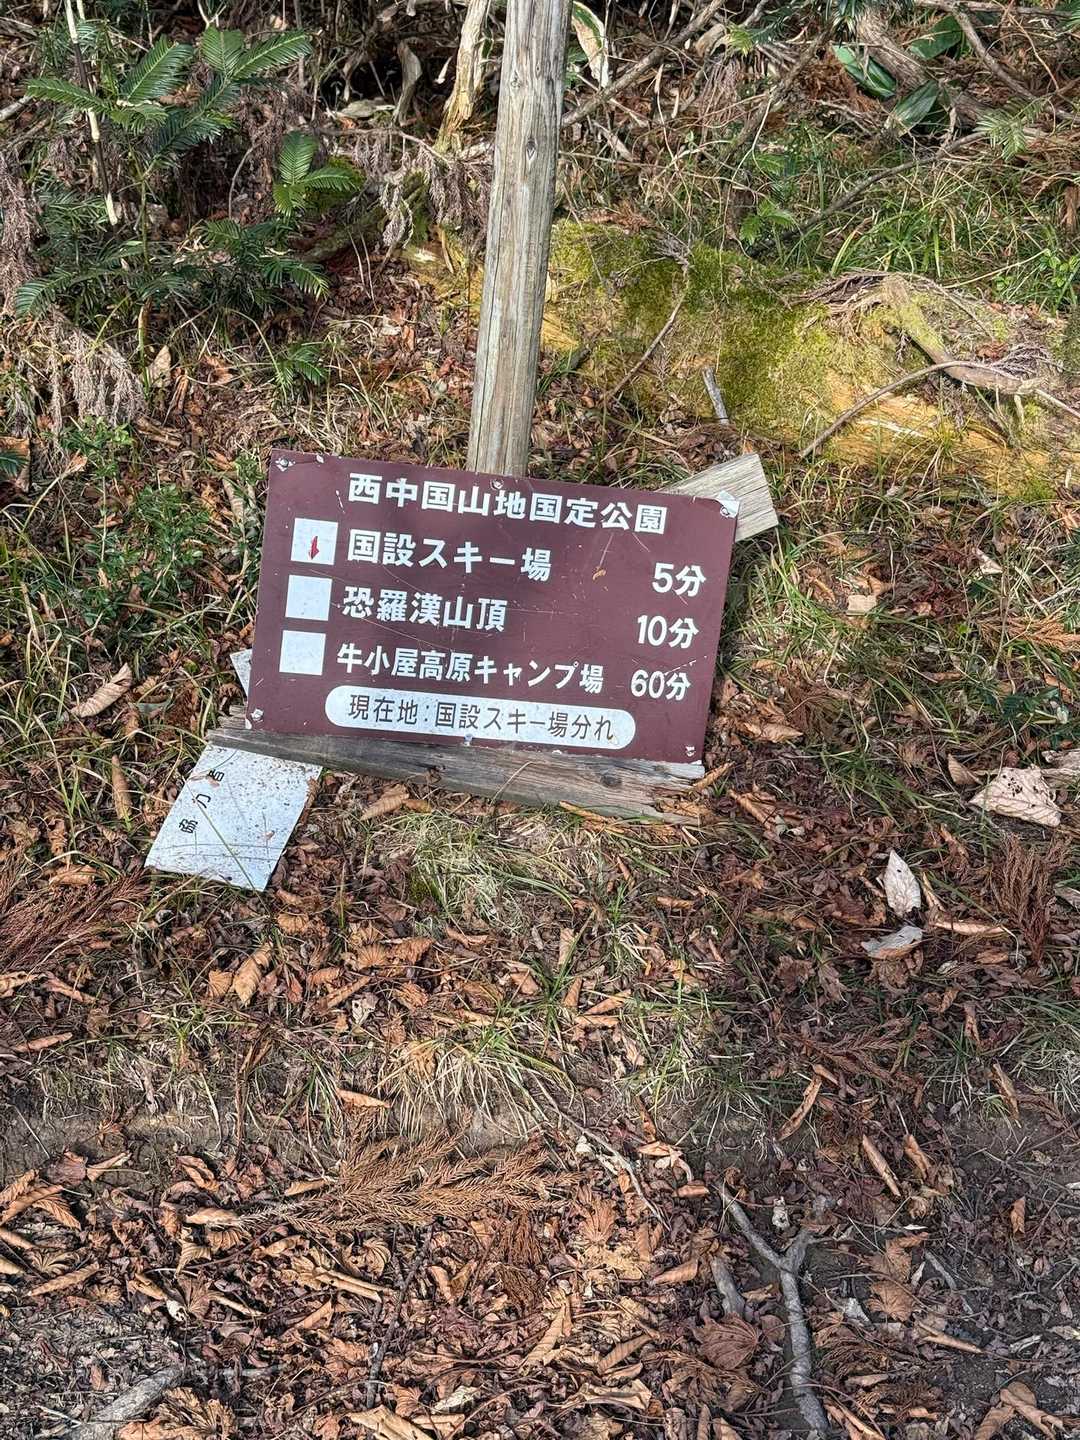 西中国山地国定公園
国設スキー場 5分
恐羅漢山頂 10分
牛小屋高原キャンプ場 60分
現在地:国設スキー場分れ